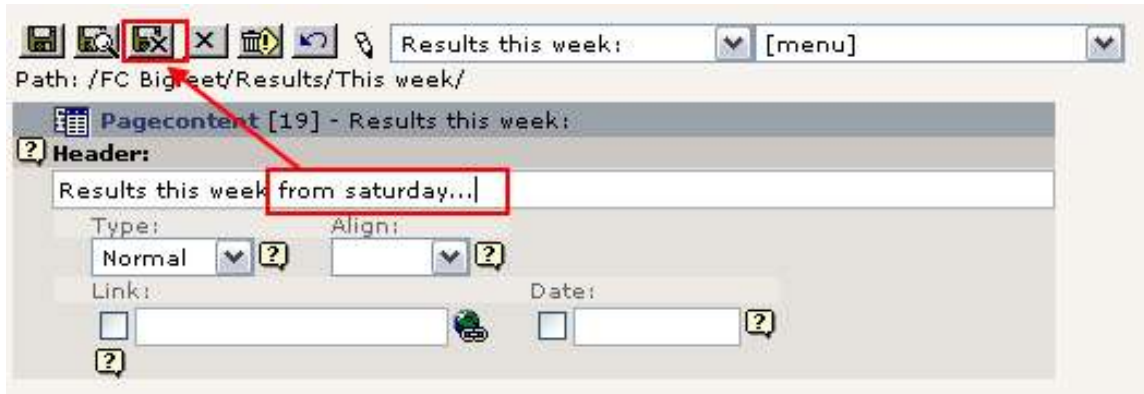 Results this week: [menu]
Path: /FC Bigfeet/Results/This week/
Pagecontent [19] - Results this week:
Header:
Results this week from saturday...
Type: Align:
Normal
Link: Date: